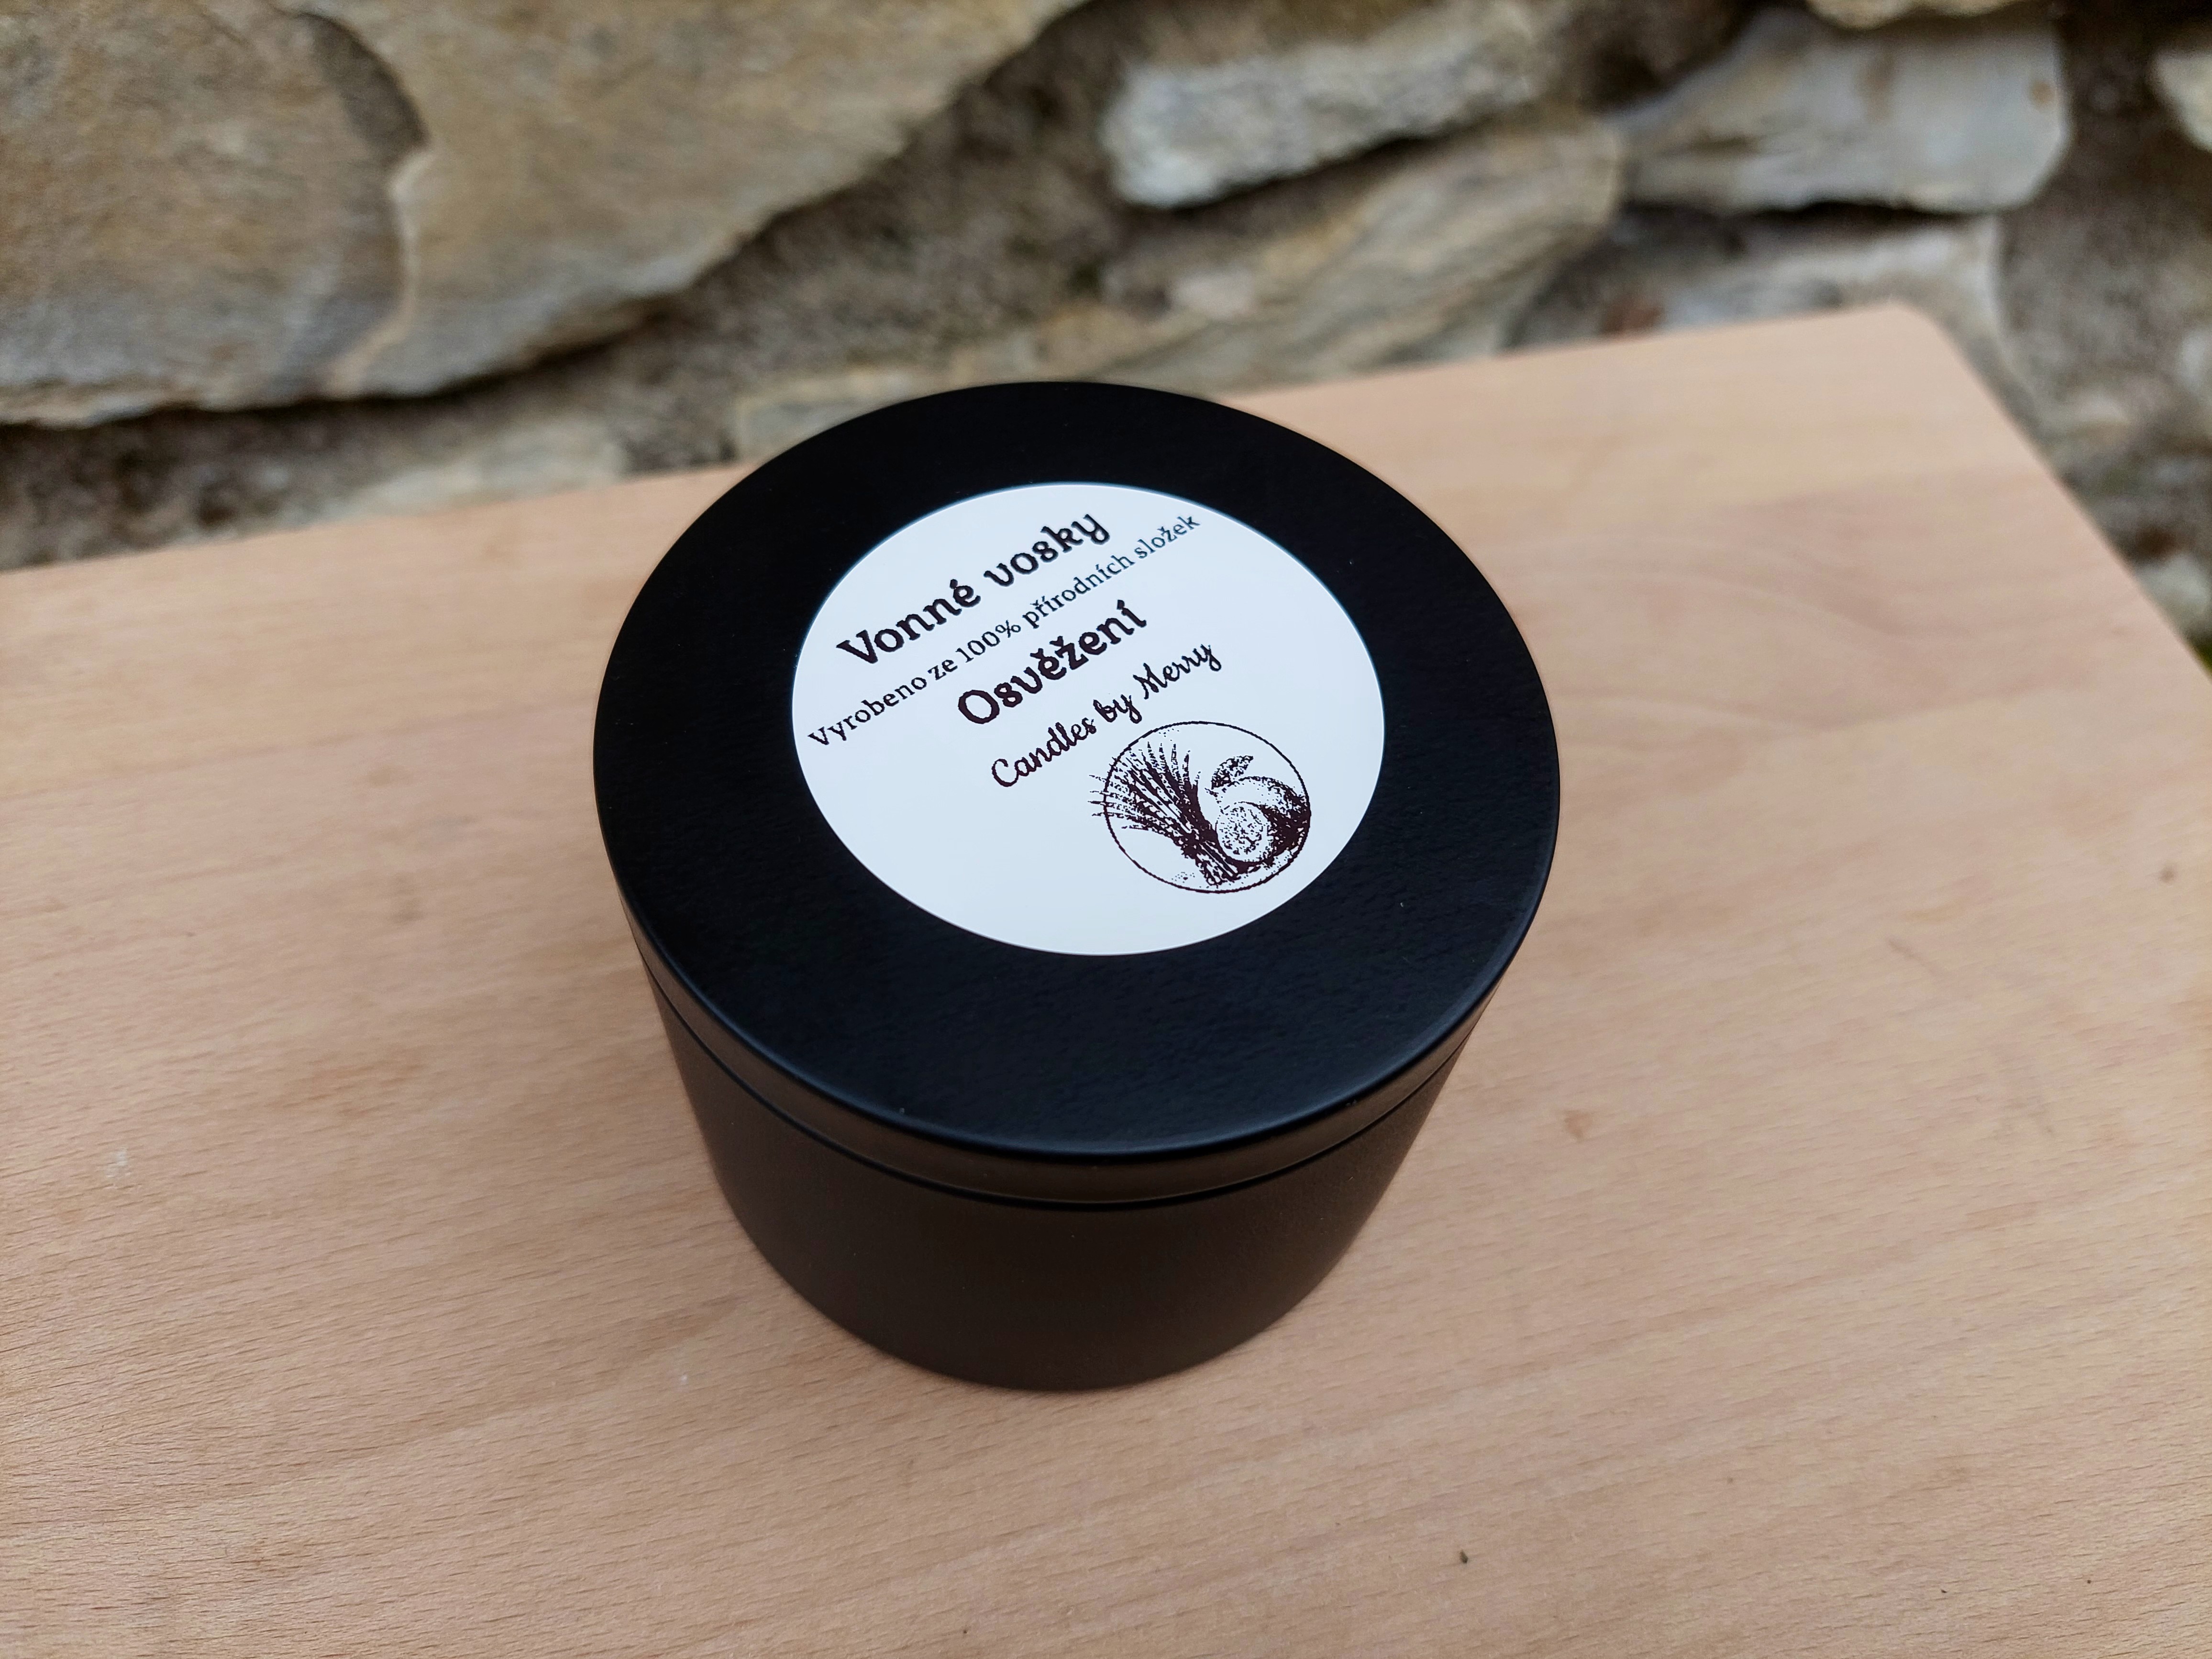 Vonné vosky
Vyrobeno ze 100% přírodních složek
Osvěžení
Candles by Merry